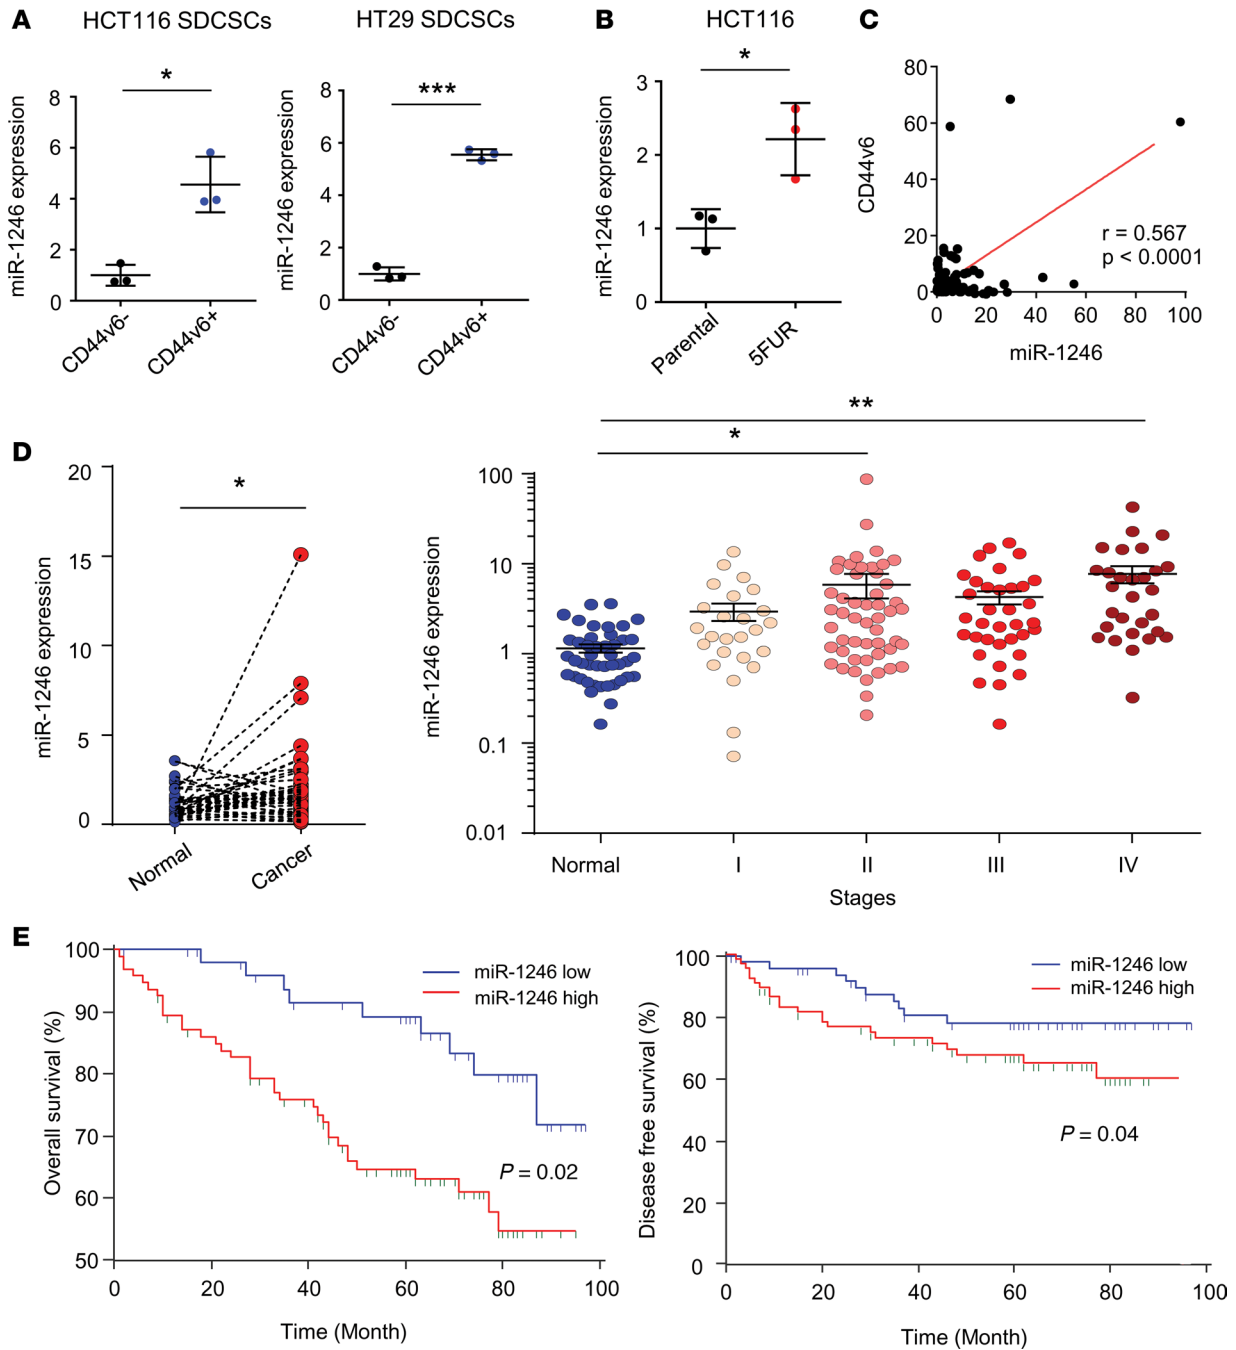 A
HCT116 SDCSCs
HT29 SDCSCs
miR-1246 expression
8
6
4
2
0
*
CD44v6-
CD44v6+
miR-1246 expression
8
6
4
2
0
***
CD44v6-
CD44v6+
B
HCT116
miR-1246 expression
3
2
1
0
*
Parental
5FUR
C
CD44v6
80
60
40
20
0
r = 0.567
p < 0.0001
0 20 40 60 80 100
miR-1246
D
miR-1246 expression
20
15
10
5
0
*
Normal
Cancer
miR-1246 expression
100
10
1
0.1
0.01
**
*
Normal I II III IV
Stages
E
Overall survival (%)
100
90
80
70
60
50
miR-1246 low
miR-1246 high
P = 0.02
0 20 40 60 80 100
Time (Month)
Disease free survival (%)
100
80
60
40
20
0
miR-1246 low
miR-1246 high
P = 0.04
0 20 40 60 80 100
Time (Month)